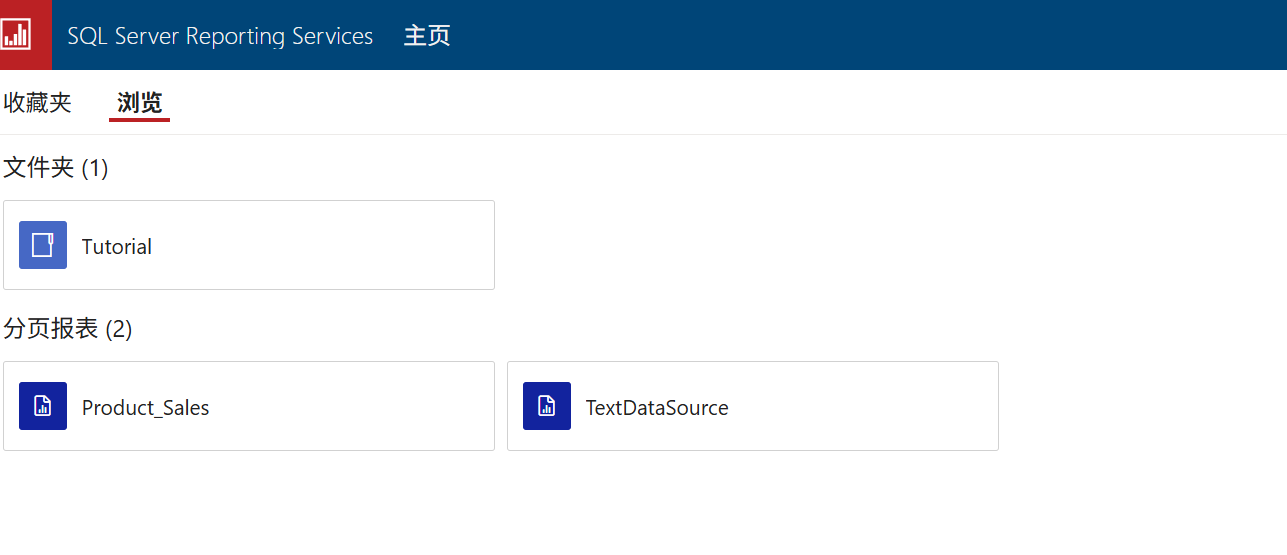 SQL Server Reporting Services 主页
收藏夹 浏览
文件夹 (1)
Tutorial
分页报表 (2)
Product_Sales TextDataSource